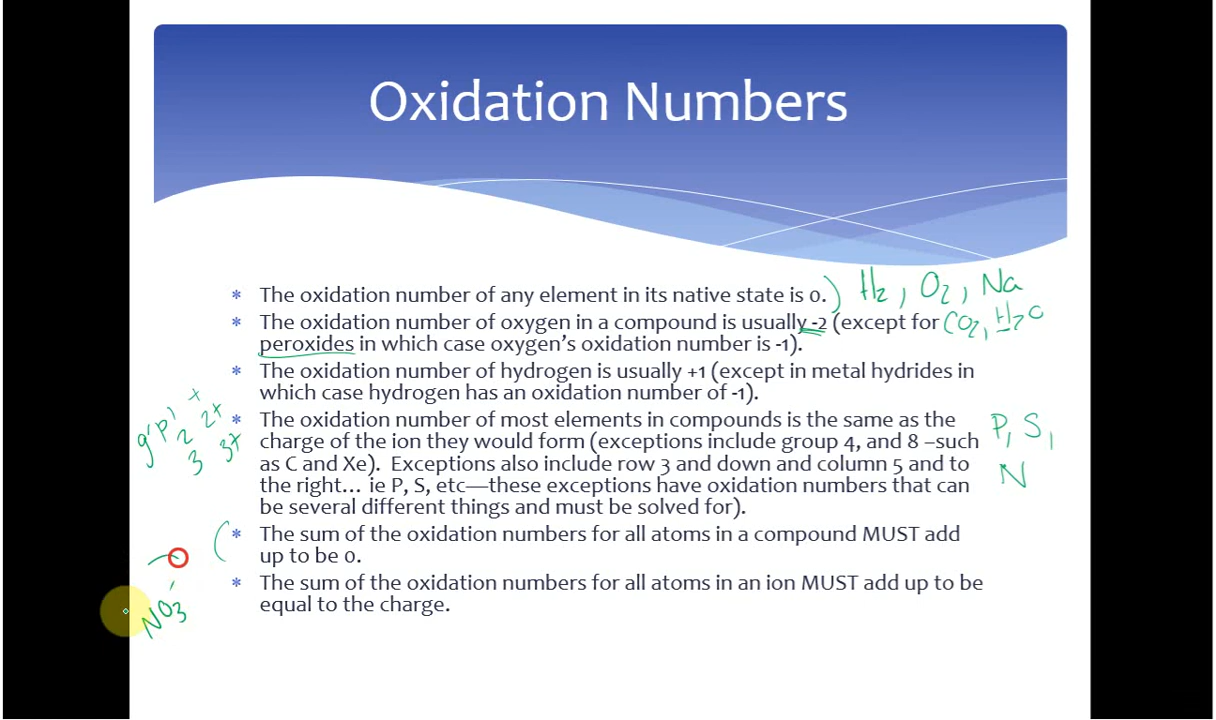 Oxidation Numbers
* The oxidation number of any element in its native state is 0. ) H2, O2, Na
* The oxidation number of oxygen in a compound is usually -2 (except for CO2, H2O
peroxides in which case oxygen's oxidation number is -1).
* The oxidation number of hydrogen is usually +1 (except in metal hydrides in
which case hydrogen has an oxidation number of -1).
* The oxidation number of most elements in compounds is the same as the
charge of the ion they would form (exceptions include group 4, and 8 –such
as C and Xe). Exceptions also include row 3 and down and column 5 and to
the right... ie P, S, etc—these exceptions have oxidation numbers that can
be several different things and must be solved for).
gp 1 +
2 2+
3 3+
P, S,
N
* The sum of the oxidation numbers for all atoms in a compound MUST add
up to be 0.
* The sum of the oxidation numbers for all atoms in an ion MUST add up to be
equal to the charge.
NO3